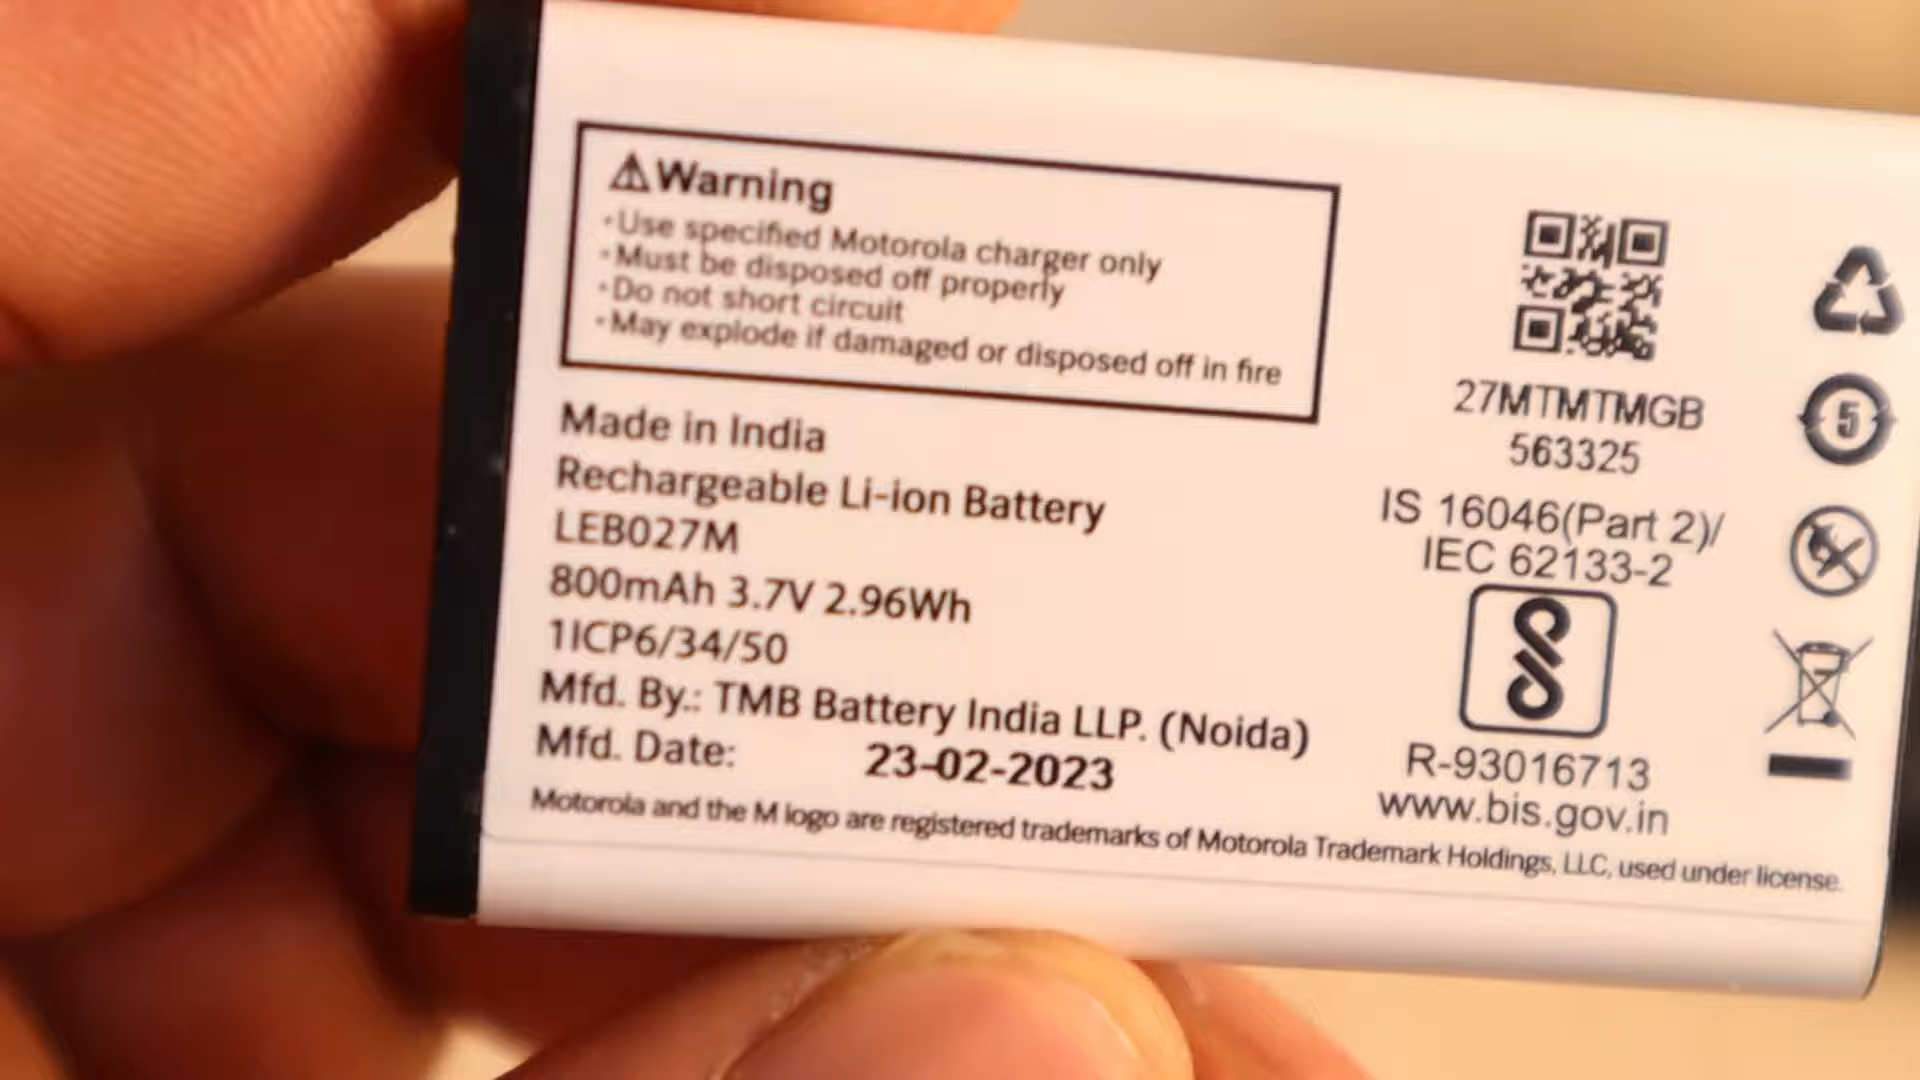 ⚠Warning
•Use specified Motorola charger only
•Must be disposed off properly
•Do not short circuit
•May explode if damaged or disposed off in fire
Made in India
Rechargeable Li-ion Battery
LEB027M
800mAh 3.7V 2.96Wh
1ICP6/34/50
Mfd. By.: TMB Battery India LLP. (Noida)
Mfd. Date: 23-02-2023
Motorola and the M logo are registered trademarks of Motorola Trademark Holdings, LLC, used under license.
27MTMTMGB
563325
IS 16046(Part 2)/
IEC 62133-2
R-93016713
www.bis.gov.in
5